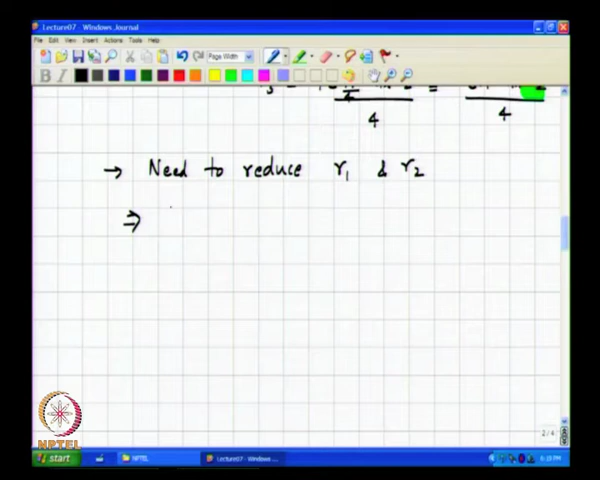 Lecture07 - Windows Journal
File Edit View Insert Actions Tools Help
Page Width
B I
4 4
→ Need to reduce r₁ & r₂
⇒
2/4
NPTEL
start NPTEL Lecture07 - Windows ...